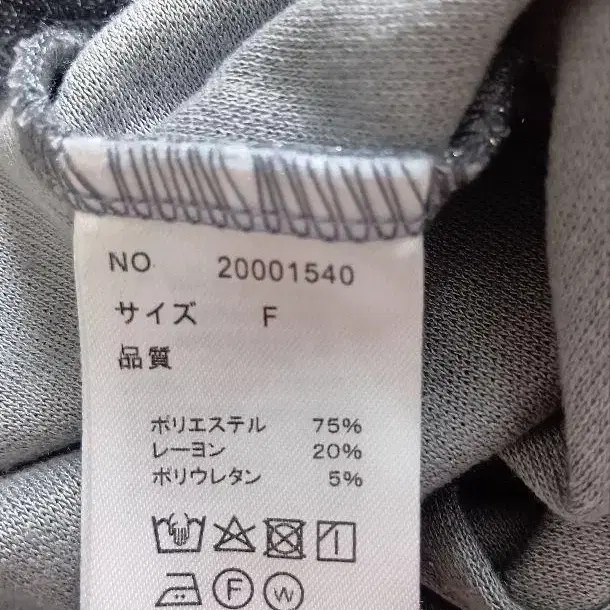 NO. 20001540
サイズ F
品質
ポリエステル 75%
レーヨン 20%
ポリウレタン 5%
F W